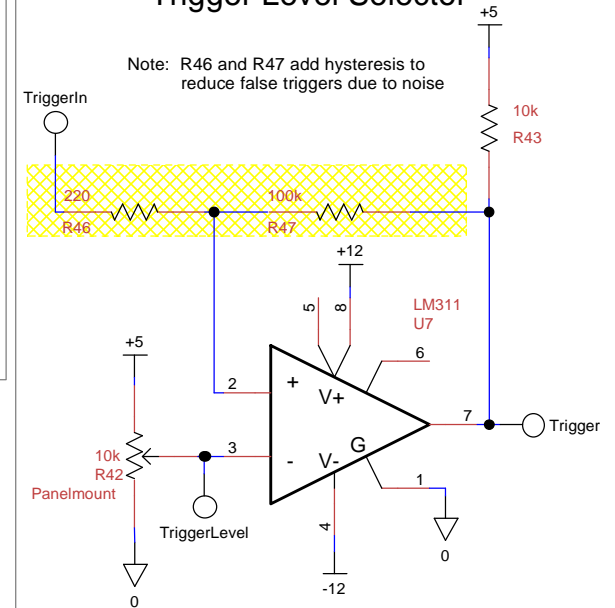 Trigger Level Selector
+5
Note: R46 and R47 add hysteresis to
reduce false triggers due to noise
TriggerIn
10k
R43
220
R46
100k
R47
+12
5
8
LM311
U7
6
+5
2
+
V+
7
Trigger
10k
R42
Panelmount
3
-
V-
G
1
TriggerLevel
4
0
-12
0